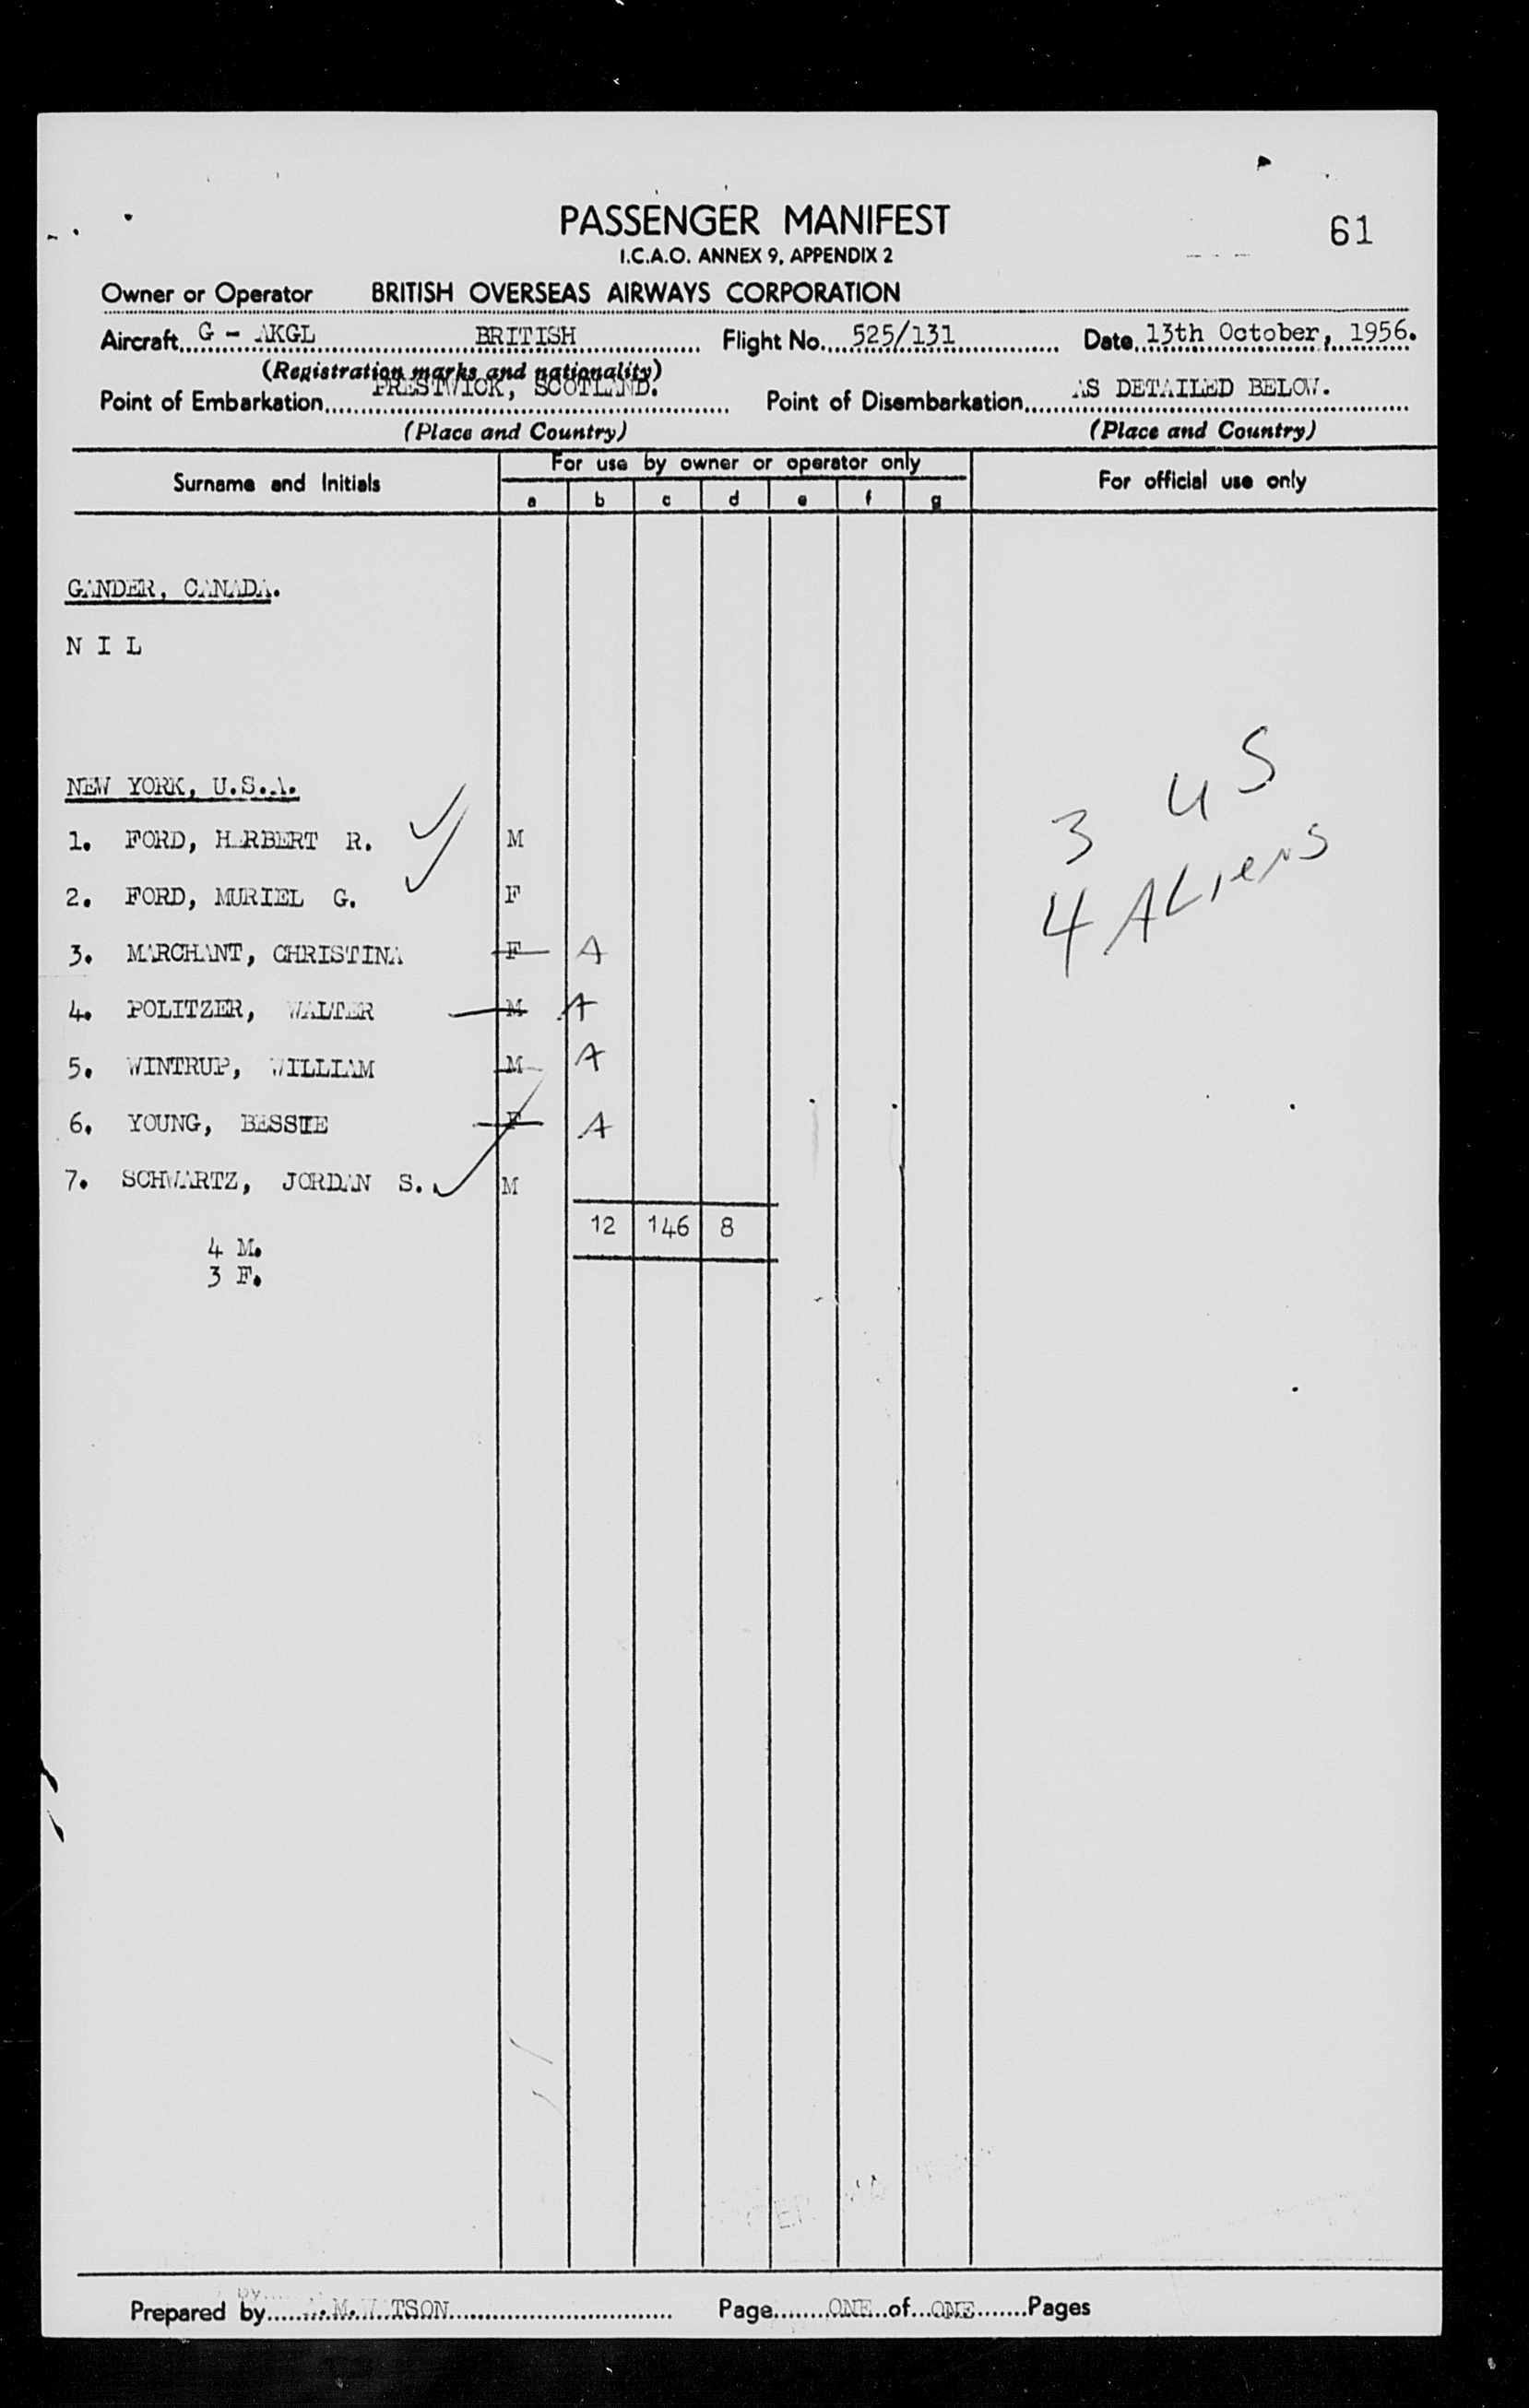 PASSENGER MANIFEST
I.C.A.O. ANNEX 9, APPENDIX 2
61
Owner or Operator BRITISH OVERSEAS AIRWAYS CORPORATION
Aircraft G - AKGL BRITISH Flight No. 525/131 Date 13th October, 1956.
(Registration marks and nationality)
Point of Embarkation PRESTWICK, SCOTLAND. Point of Disembarkation AS DETAILED BELOW.
(Place and Country) (Place and Country)
Surname and Initials For use by owner or operator only For official use only
a b c d e f g
GANDER, CANADA.
N I L
NEW YORK, U.S.A.
3 US
4 ALIENS
1. FORD, HERBERT R. M
2. FORD, MURIEL G. F
3. MARCHANT, CHRISTINA F A
4. POLITZER, WALTER M A
5. WINTRUP, WILLIAM M A
6. YOUNG, BESSIE F A
7. SCHWARTZ, JORDAN S. M
12 146 8
4 M.
3 F.
Prepared by M. WATSON Page ONE of ONE Pages